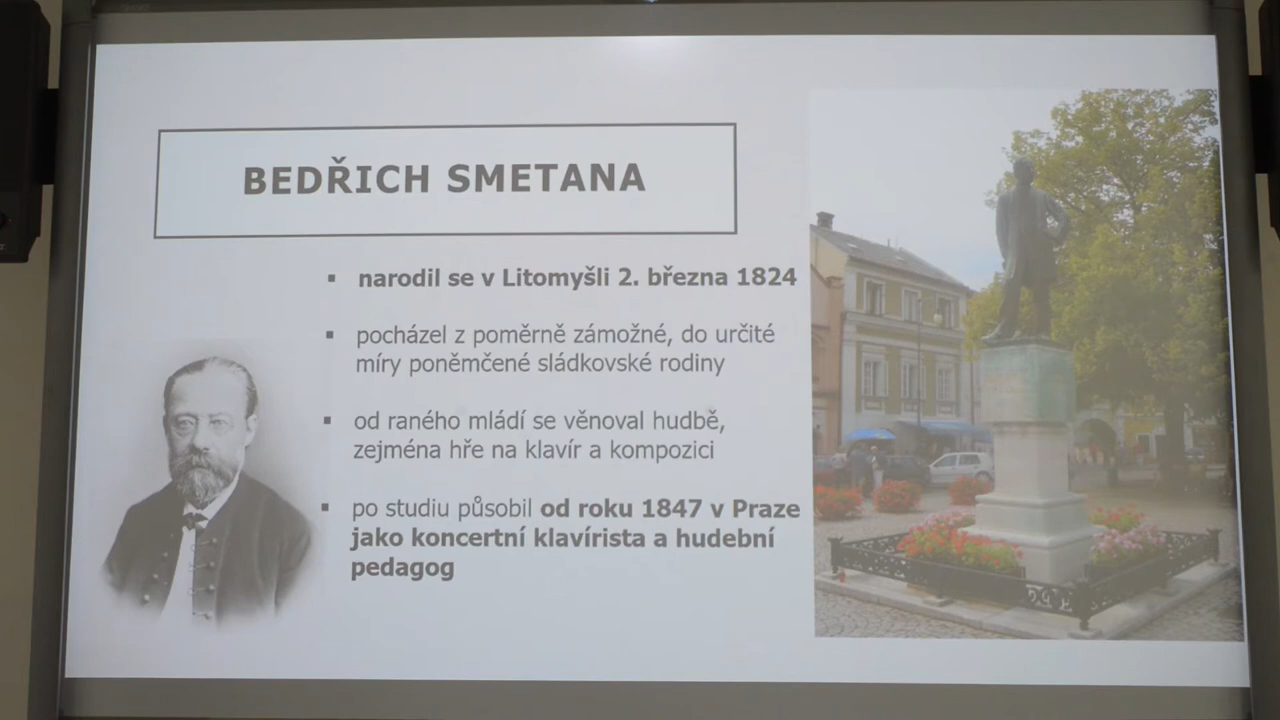 BEDŘICH SMETANA
▪ narodil se v Litomyšli 2. března 1824
▪ pocházel z poměrně zámožné, do určité
míry poněmčené sládkovské rodiny
▪ od raného mládí se věnoval hudbě,
zejména hře na klavír a kompozici
▪ po studiu působil od roku 1847 v Praze
jako koncertní klavírista a hudební
pedagog